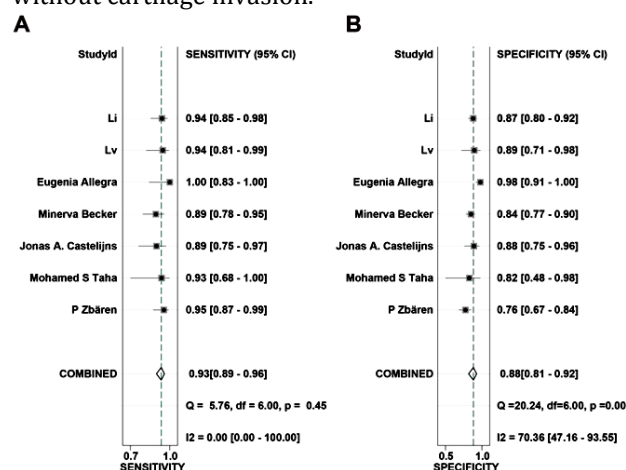 without cartilage invasion.
A
B
StudyId SENSITIVITY (95% CI)
Li 0.94 [0.85 - 0.98]
Lv 0.94 [0.81 - 0.99]
Eugenia Allegra 1.00 [0.83 - 1.00]
Minerva Becker 0.89 [0.78 - 0.95]
Jonas A. Castelijns 0.89 [0.75 - 0.97]
Mohamed S Taha 0.93 [0.68 - 1.00]
P Zbären 0.95 [0.87 - 0.99]
COMBINED 0.93[0.89 - 0.96]
Q = 5.76, df = 6.00, p = 0.45
I2 = 0.00 [0.00 - 100.00]
0.7 1.0
SENSITIVITY
StudyId SPECIFICITY (95% CI)
Li 0.87 [0.80 - 0.92]
Lv 0.89 [0.71 - 0.98]
Eugenia Allegra 0.98 [0.91 - 1.00]
Minerva Becker 0.84 [0.77 - 0.90]
Jonas A. Castelijns 0.88 [0.75 - 0.96]
Mohamed S Taha 0.82 [0.48 - 0.98]
P Zbären 0.76 [0.67 - 0.84]
COMBINED 0.88[0.81 - 0.92]
Q =20.24, df=6.00, p =0.00
I2 = 70.36 [47.16 - 93.55]
0.5 1.0
SPECIFICITY